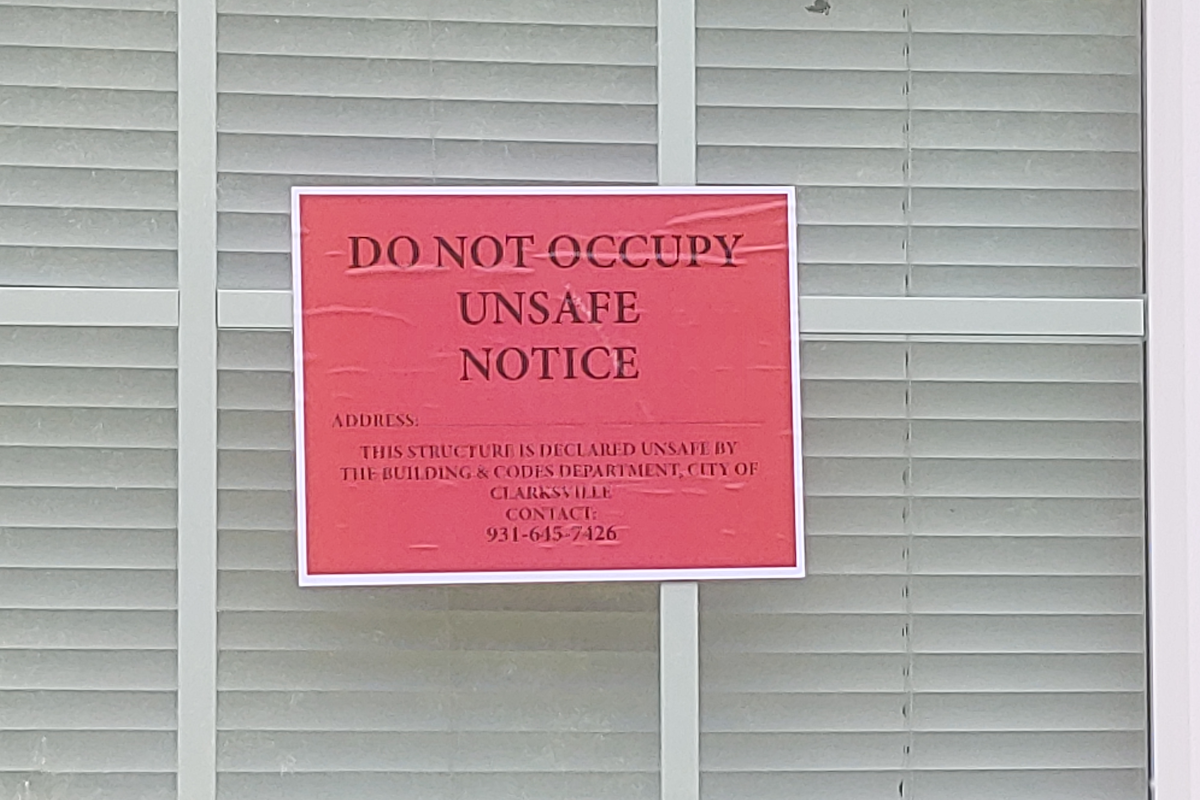 DO NOT OCCUPY
UNSAFE
NOTICE
ADDRESS:
THIS STRUCTURE IS DECLARED UNSAFE BY
THE BUILDING & CODES DEPARTMENT, CITY OF
CLARKSVILLE
CONTACT:
931-645-7426